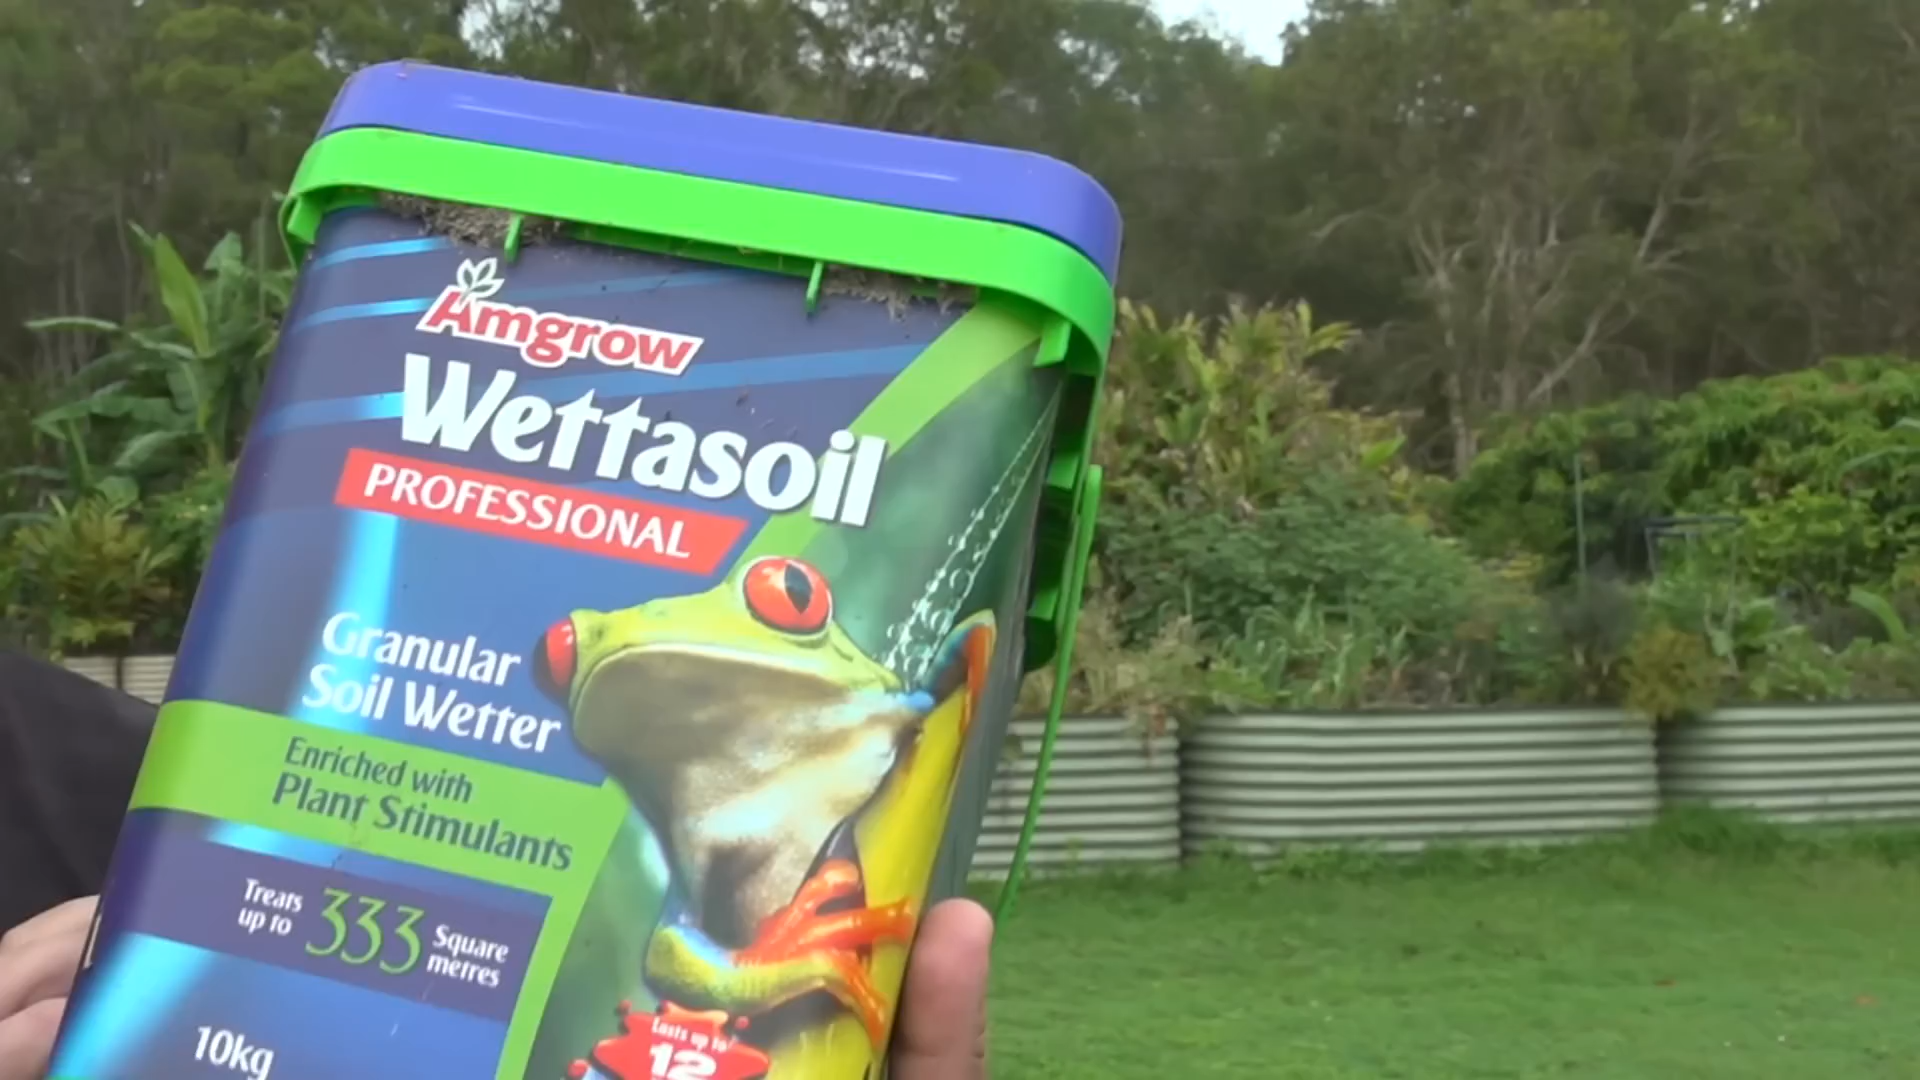 Amgrow
Wettasoil
PROFESSIONAL
Granular
Soil Wetter
Enriched with
Plant Stimulants
Treats
up to
333
Square
metres
Lasts up to
12
10kg